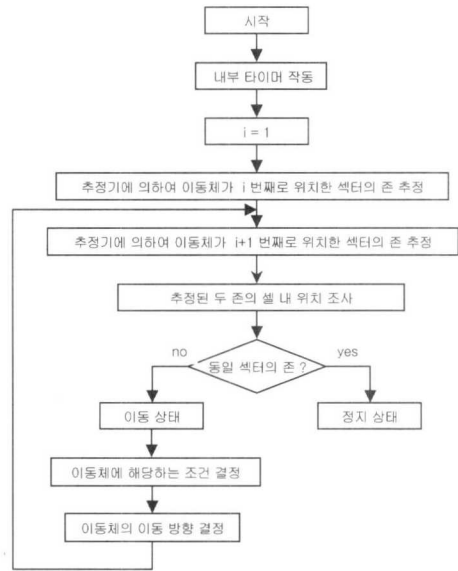 시작
내부 타이머 작동
i = 1
추정기에 의하여 이동체가 i 번째로 위치한 섹터의 존 추정
추정기에 의하여 이동체가 i+1 번째로 위치한 섹터의 존 추정
추정된 두 존의 셀 내 위치 조사
no
동일 섹터의 존 ?
yes
이동 상태
정지 상태
이동체에 해당하는 조건 결정
이동체의 이동 방향 결정